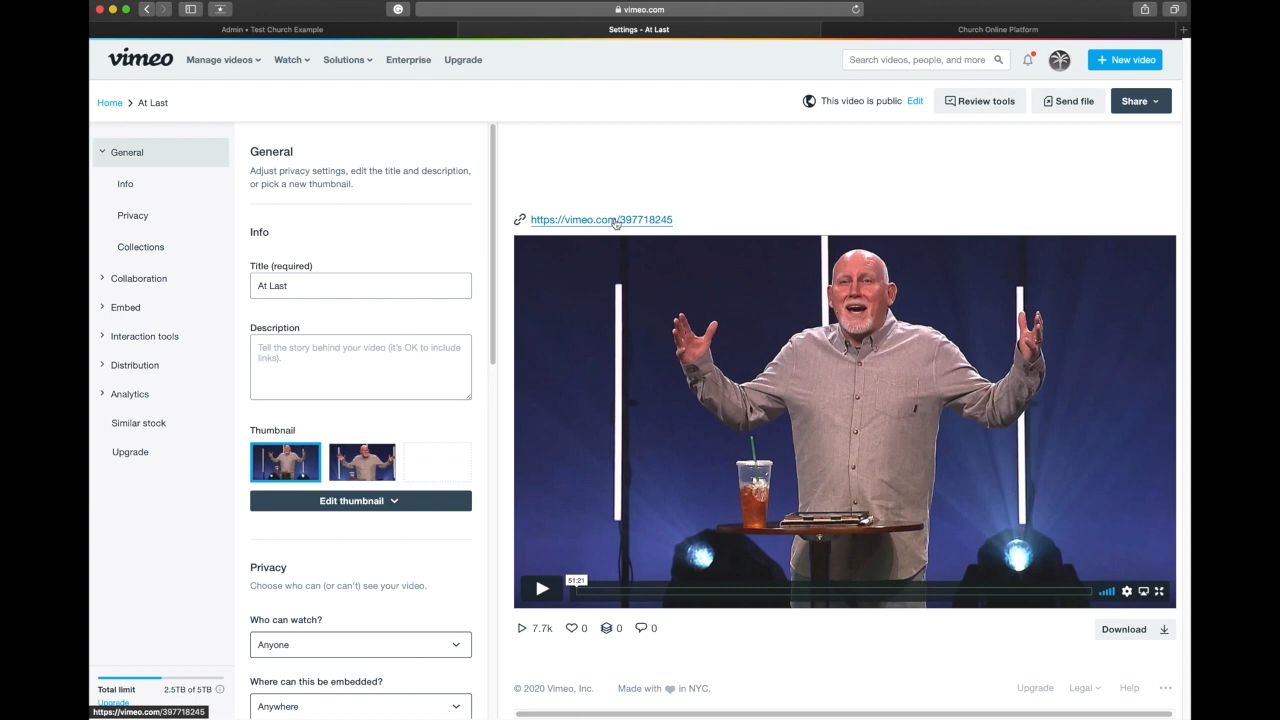 vimeo.com
Admin • Test Church Example
Settings - At Last
Church Online Platform
vimeo
Manage videos
Watch
Solutions
Enterprise
Upgrade
Search videos, people, and more
New video
Home > At Last
This video is public Edit
Review tools
Send file
Share
General
Info
Privacy
Collections
Collaboration
Embed
Interaction tools
Distribution
Analytics
Similar stock
Upgrade
Total limit
2.5TB of 5TB
Upgrade
https://vimeo.com/397718245
General
Adjust privacy settings, edit the title and description,
or pick a new thumbnail.
Info
Title (required)
At Last
Description
Tell the story behind your video (it's OK to include
links).
Thumbnail
Edit thumbnail
Privacy
Choose who can (or can't) see your video.
Who can watch?
Anyone
Where can this be embedded?
Anywhere
https://vimeo.com/397718245
51:21
7.7k
0
0
0
Download
© 2020 Vimeo, Inc.
Made with
in NYC.
Upgrade
Legal
Help